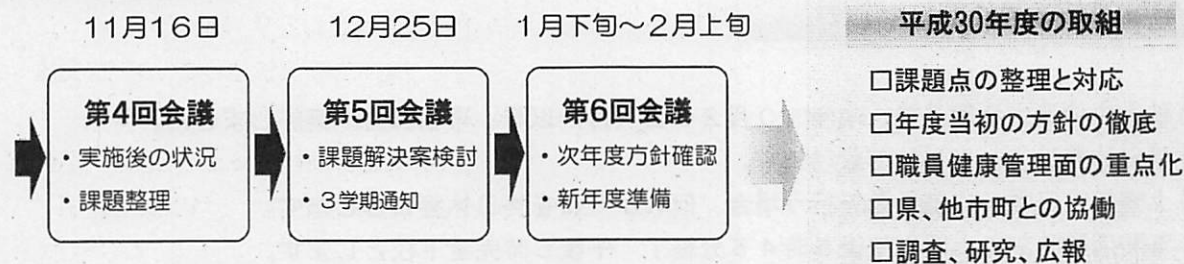 11月16日
第4回会議
・実施後の状況
・課題整理
12月25日
第5回会議
・課題解決案検討
・3学期通知
1月下旬～2月上旬
第6回会議
・次年度方針確認
・新年度準備
平成30年度の取組
□課題点の整理と対応
□年度当初の方針の徹底
□職員健康管理面の重点化
□県、他市町との協働
□調査、研究、広報